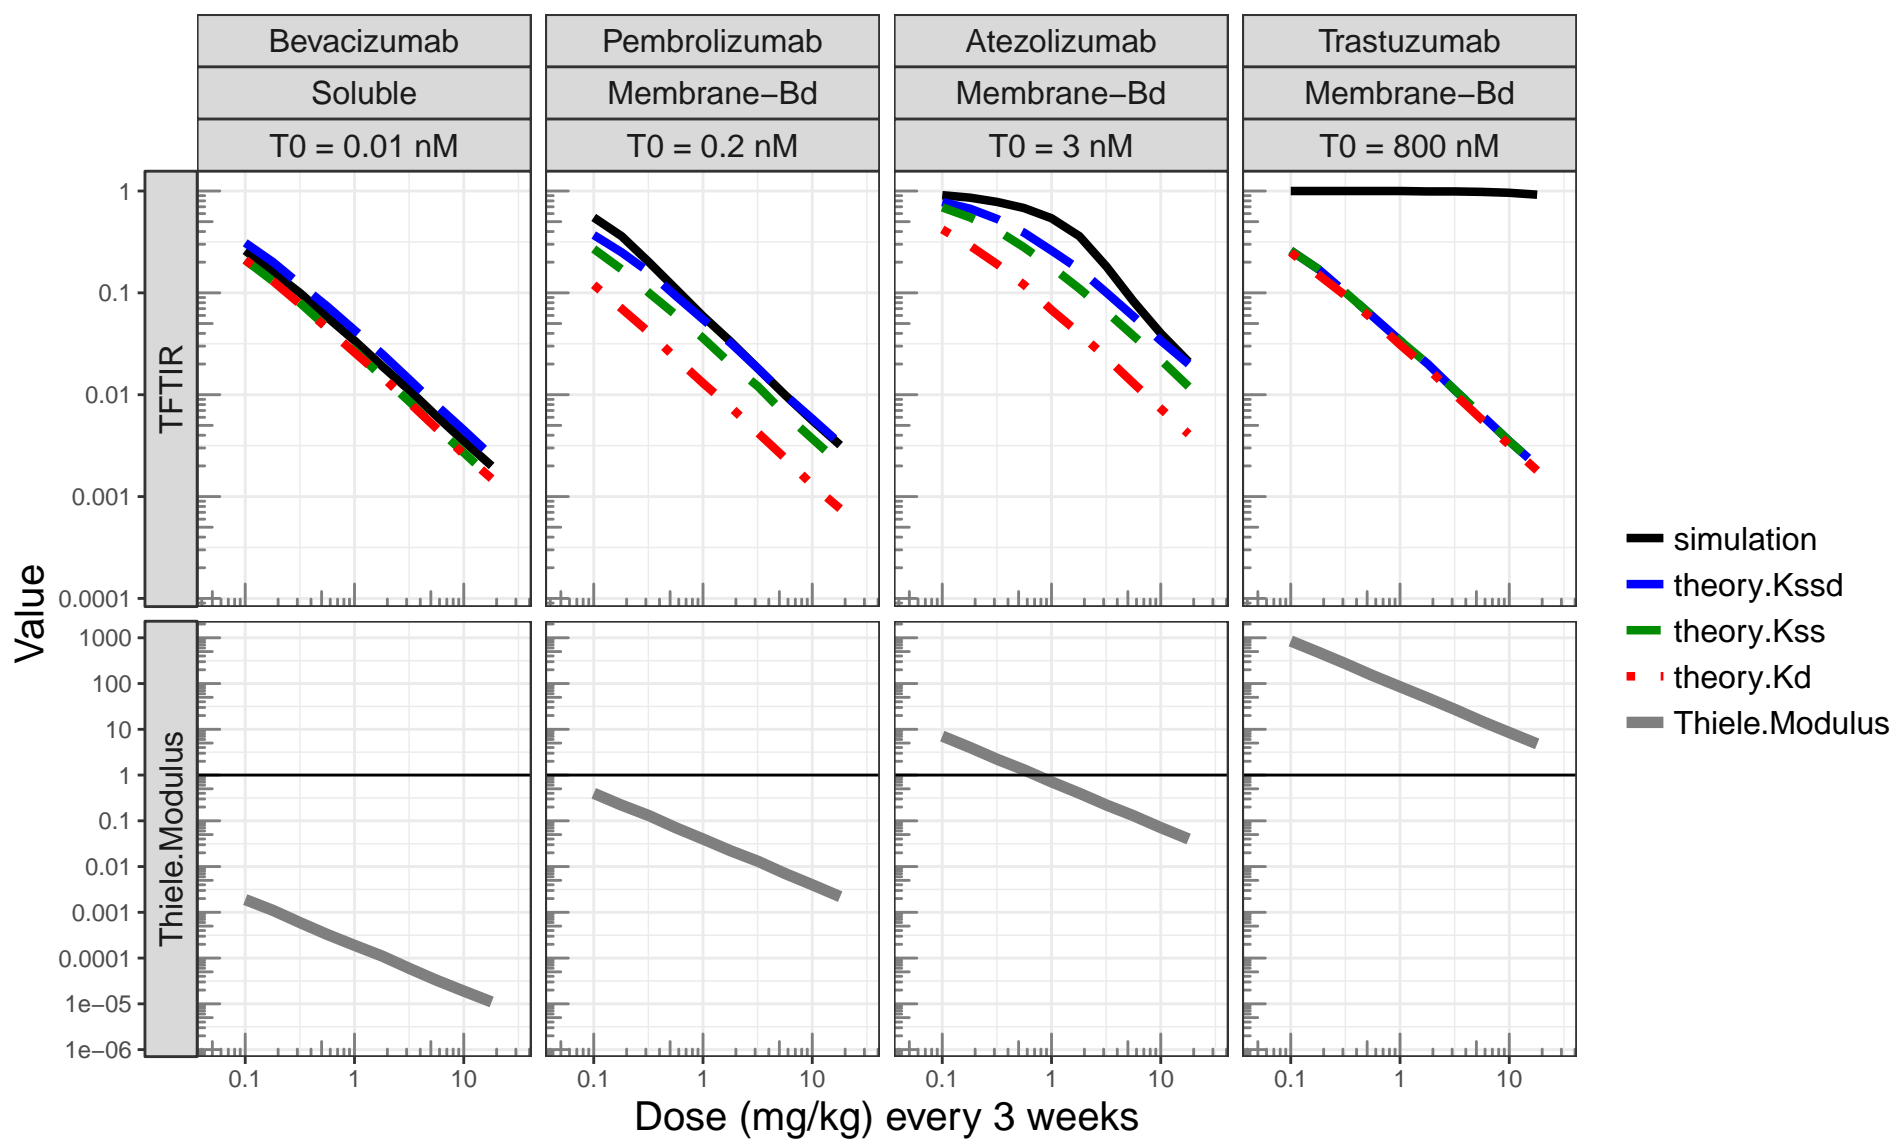 Bevacizumab Pembrolizumab Atezolizumab Trastuzumab
Soluble Membrane−Bd Membrane−Bd Membrane−Bd
T0 = 0.01 nM T0 = 0.2 nM T0 = 3 nM T0 = 800 nM
1
0.1
0.01
0.001
0.0001
TFTIR
Value
1000
100
10
1
0.1
0.01
0.001
0.0001
1e−05
1e−06
Thiele.Modulus
0.1 1 10 0.1 1 10 0.1 1 10 0.1 1 10
Dose (mg/kg) every 3 weeks
simulation
theory.Kssd
theory.Kss
theory.Kd
Thiele.Modulus